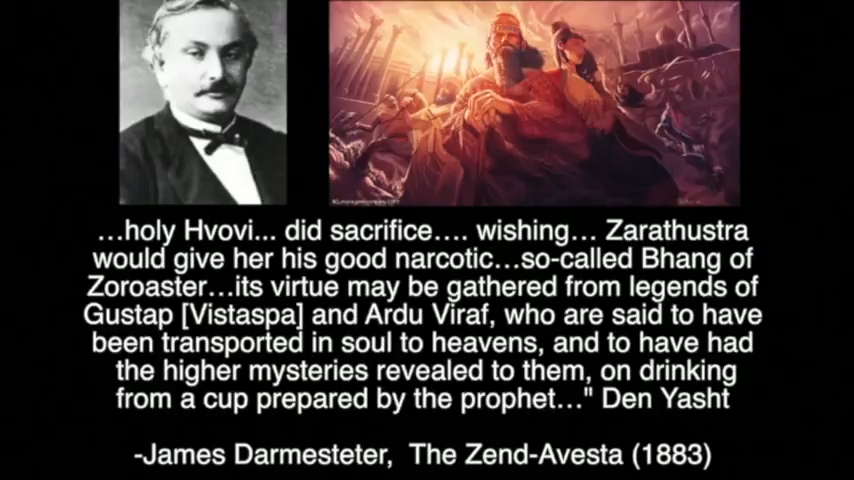 …holy Hvovi... did sacrifice…. wishing… Zarathustra
would give her his good narcotic…so-called Bhang of
Zoroaster…its virtue may be gathered from legends of
Gustap [Vistaspa] and Ardu Viraf, who are said to have
been transported in soul to heavens, and to have had
the higher mysteries revealed to them, on drinking
from a cup prepared by the prophet…" Den Yasht
-James Darmesteter,  The Zend-Avesta (1883)